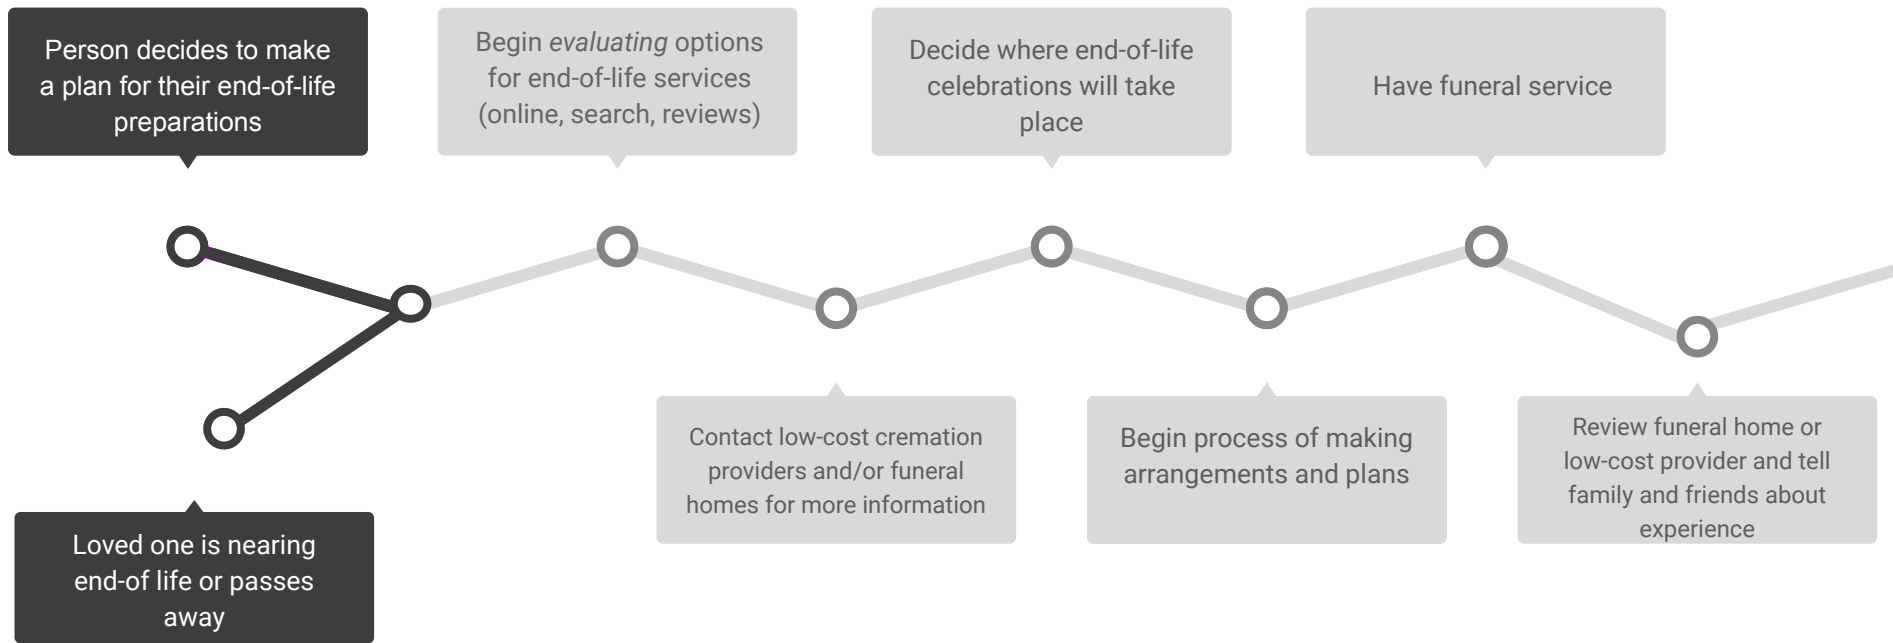 Person decides to make
a plan for their end-of-life
preparations
Begin evaluating options
for end-of-life services
(online, search, reviews)
Decide where end-of-life
celebrations will take
place
Have funeral service
Loved one is nearing
end-of life or passes
away
Contact low-cost cremation
providers and/or funeral
homes for more information
Begin process of making
arrangements and plans
Review funeral home or
low-cost provider and tell
family and friends about
experience